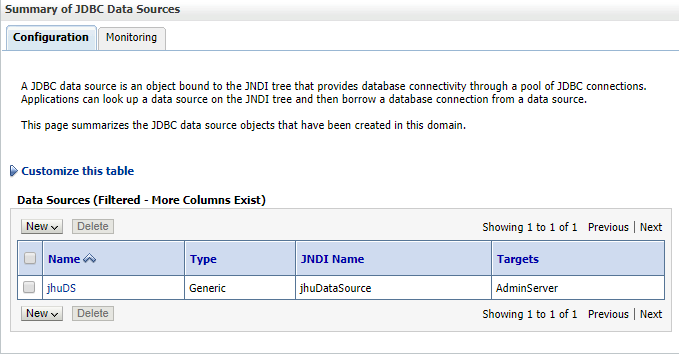 Summary of JDBC Data Sources
Configuration Monitoring
A JDBC data source is an object bound to the JNDI tree that provides database connectivity through a pool of JDBC connections.
Applications can look up a data source on the JNDI tree and then borrow a database connection from a data source.
This page summarizes the JDBC data source objects that have been created in this domain.
Customize this table
Data Sources (Filtered - More Columns Exist)
New Delete Showing 1 to 1 of 1 Previous | Next
Name Type JNDI Name Targets
jhuDS Generic jhuDataSource AdminServer
New Delete Showing 1 to 1 of 1 Previous | Next